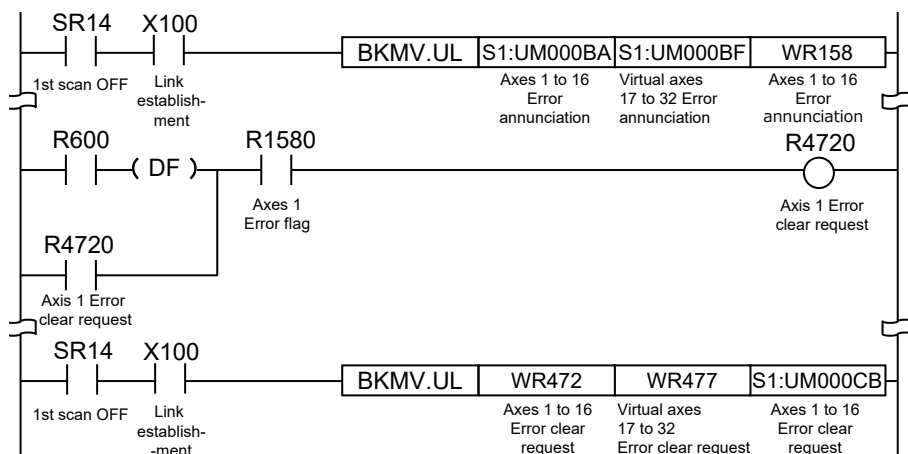 SR14 X100
BKMV.UL S1:UM000BA S1:UM000BF WR158
1st scan OFF Link Axes 1 to 16 Virtual axes Axes 1 to 16
establish- Error 17 to 32 Error Error
ment annunciation annunciation annunciation
R600 R1580 R4720
( DF )
Axes 1 Axis 1 Error
Error flag clear request
R4720
Axis 1 Error
clear request
SR14 X100
BKMV.UL WR472 WR477 S1:UM000CB
1st scan OFF Link Axes 1 to 16 Virtual axes Axes 1 to 16
establish- Error clear 17 to 32 Error clear
-ment request Error clear request request